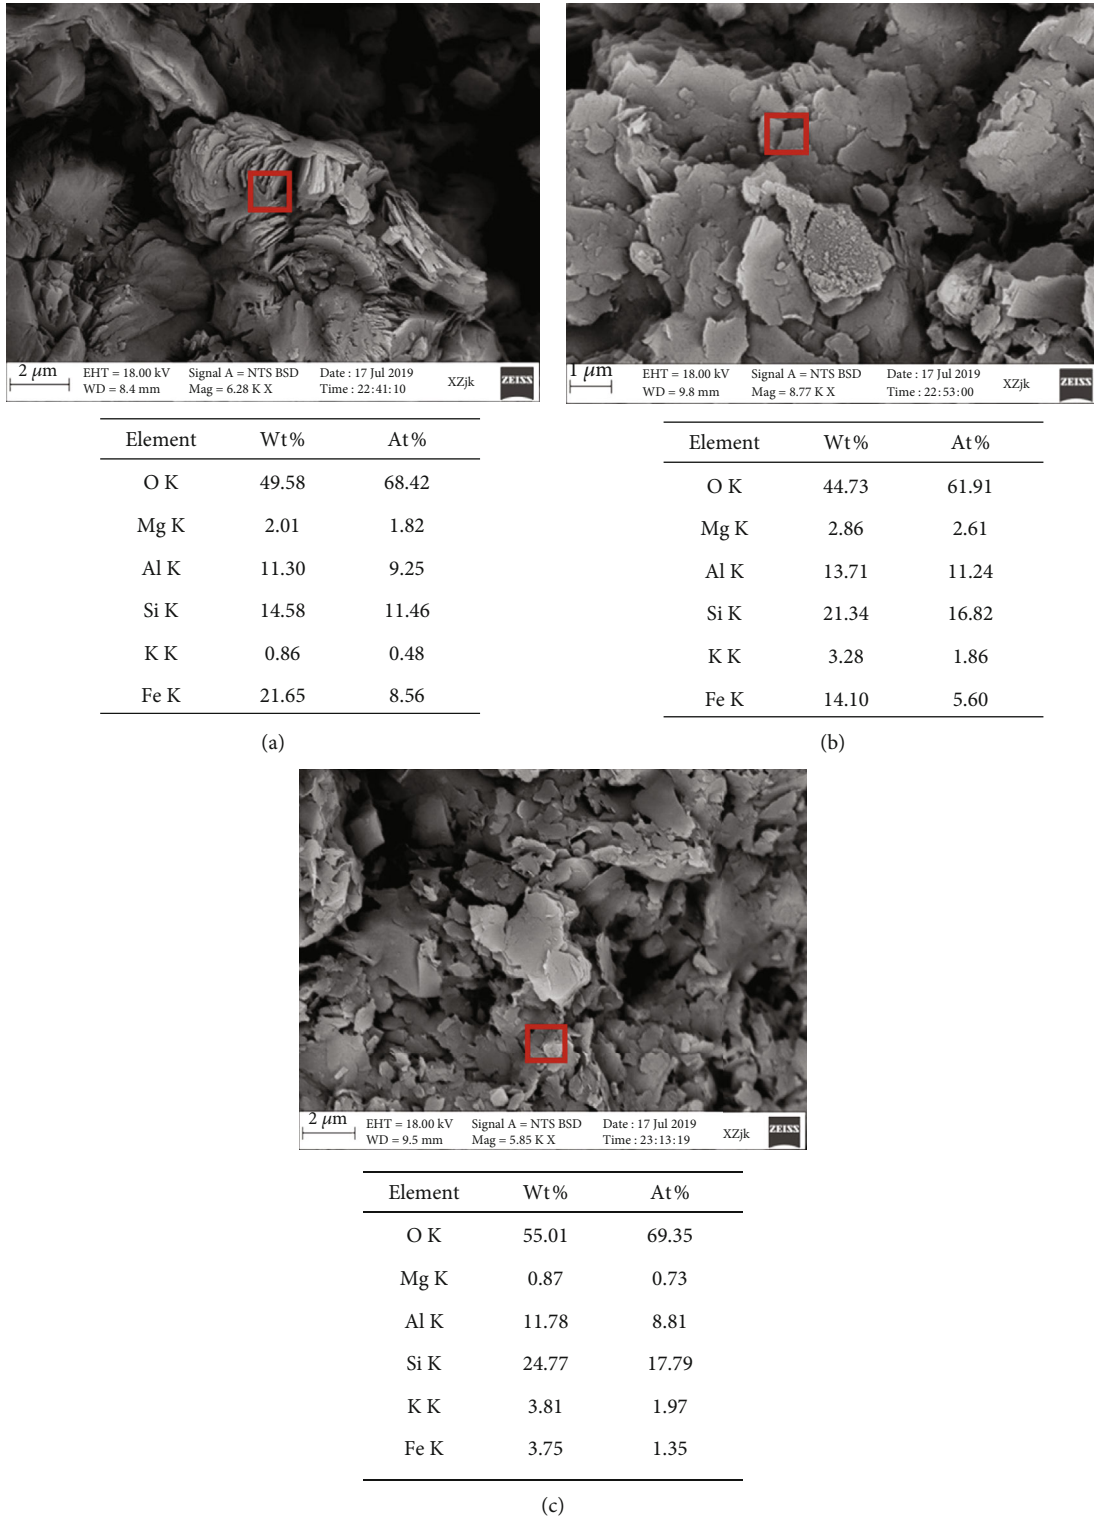 2 μm
EHT = 18.00 kV Signal A = NTS BSD Date : 17 Jul 2019
WD = 8.4 mm Mag = 6.28 K X Time : 22:41:10
XZjk
ZEISS
Element Wt% At%
O K 49.58 68.42
Mg K 2.01 1.82
Al K 11.30 9.25
Si K 14.58 11.46
K K 0.86 0.48
Fe K 21.65 8.56
(a)
1 μm
EHT = 18.00 kV Signal A = NTS BSD Date : 17 Jul 2019
WD = 9.8 mm Mag = 8.77 K X Time : 22:53:00
XZjk
ZEISS
Element Wt% At%
O K 44.73 61.91
Mg K 2.86 2.61
Al K 13.71 11.24
Si K 21.34 16.82
K K 3.28 1.86
Fe K 14.10 5.60
(b)
2 μm
EHT = 18.00 kV Signal A = NTS BSD Date : 17 Jul 2019
WD = 9.5 mm Mag = 5.85 K X Time : 23:13:19
XZjk
ZEISS
Element Wt% At%
O K 55.01 69.35
Mg K 0.87 0.73
Al K 11.78 8.81
Si K 24.77 17.79
K K 3.81 1.97
Fe K 3.75 1.35
(c)